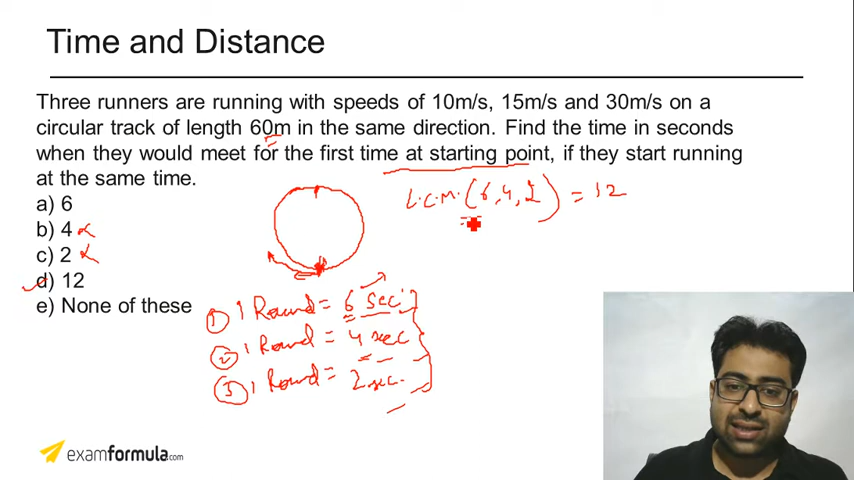 Time and Distance
Three runners are running with speeds of 10m/s, 15m/s and 30m/s on a
circular track of length 60m in the same direction. Find the time in seconds
when they would meet for the first time at starting point, if they start running
at the same time.
a) 6
b) 4
c) 2
d) 12
e) None of these
L.C.M. (6, 4, 2) = 12
① 1 Round = 6 sec
② 1 Round = 4 sec
③ 1 Round = 2 sec.
examformula.com